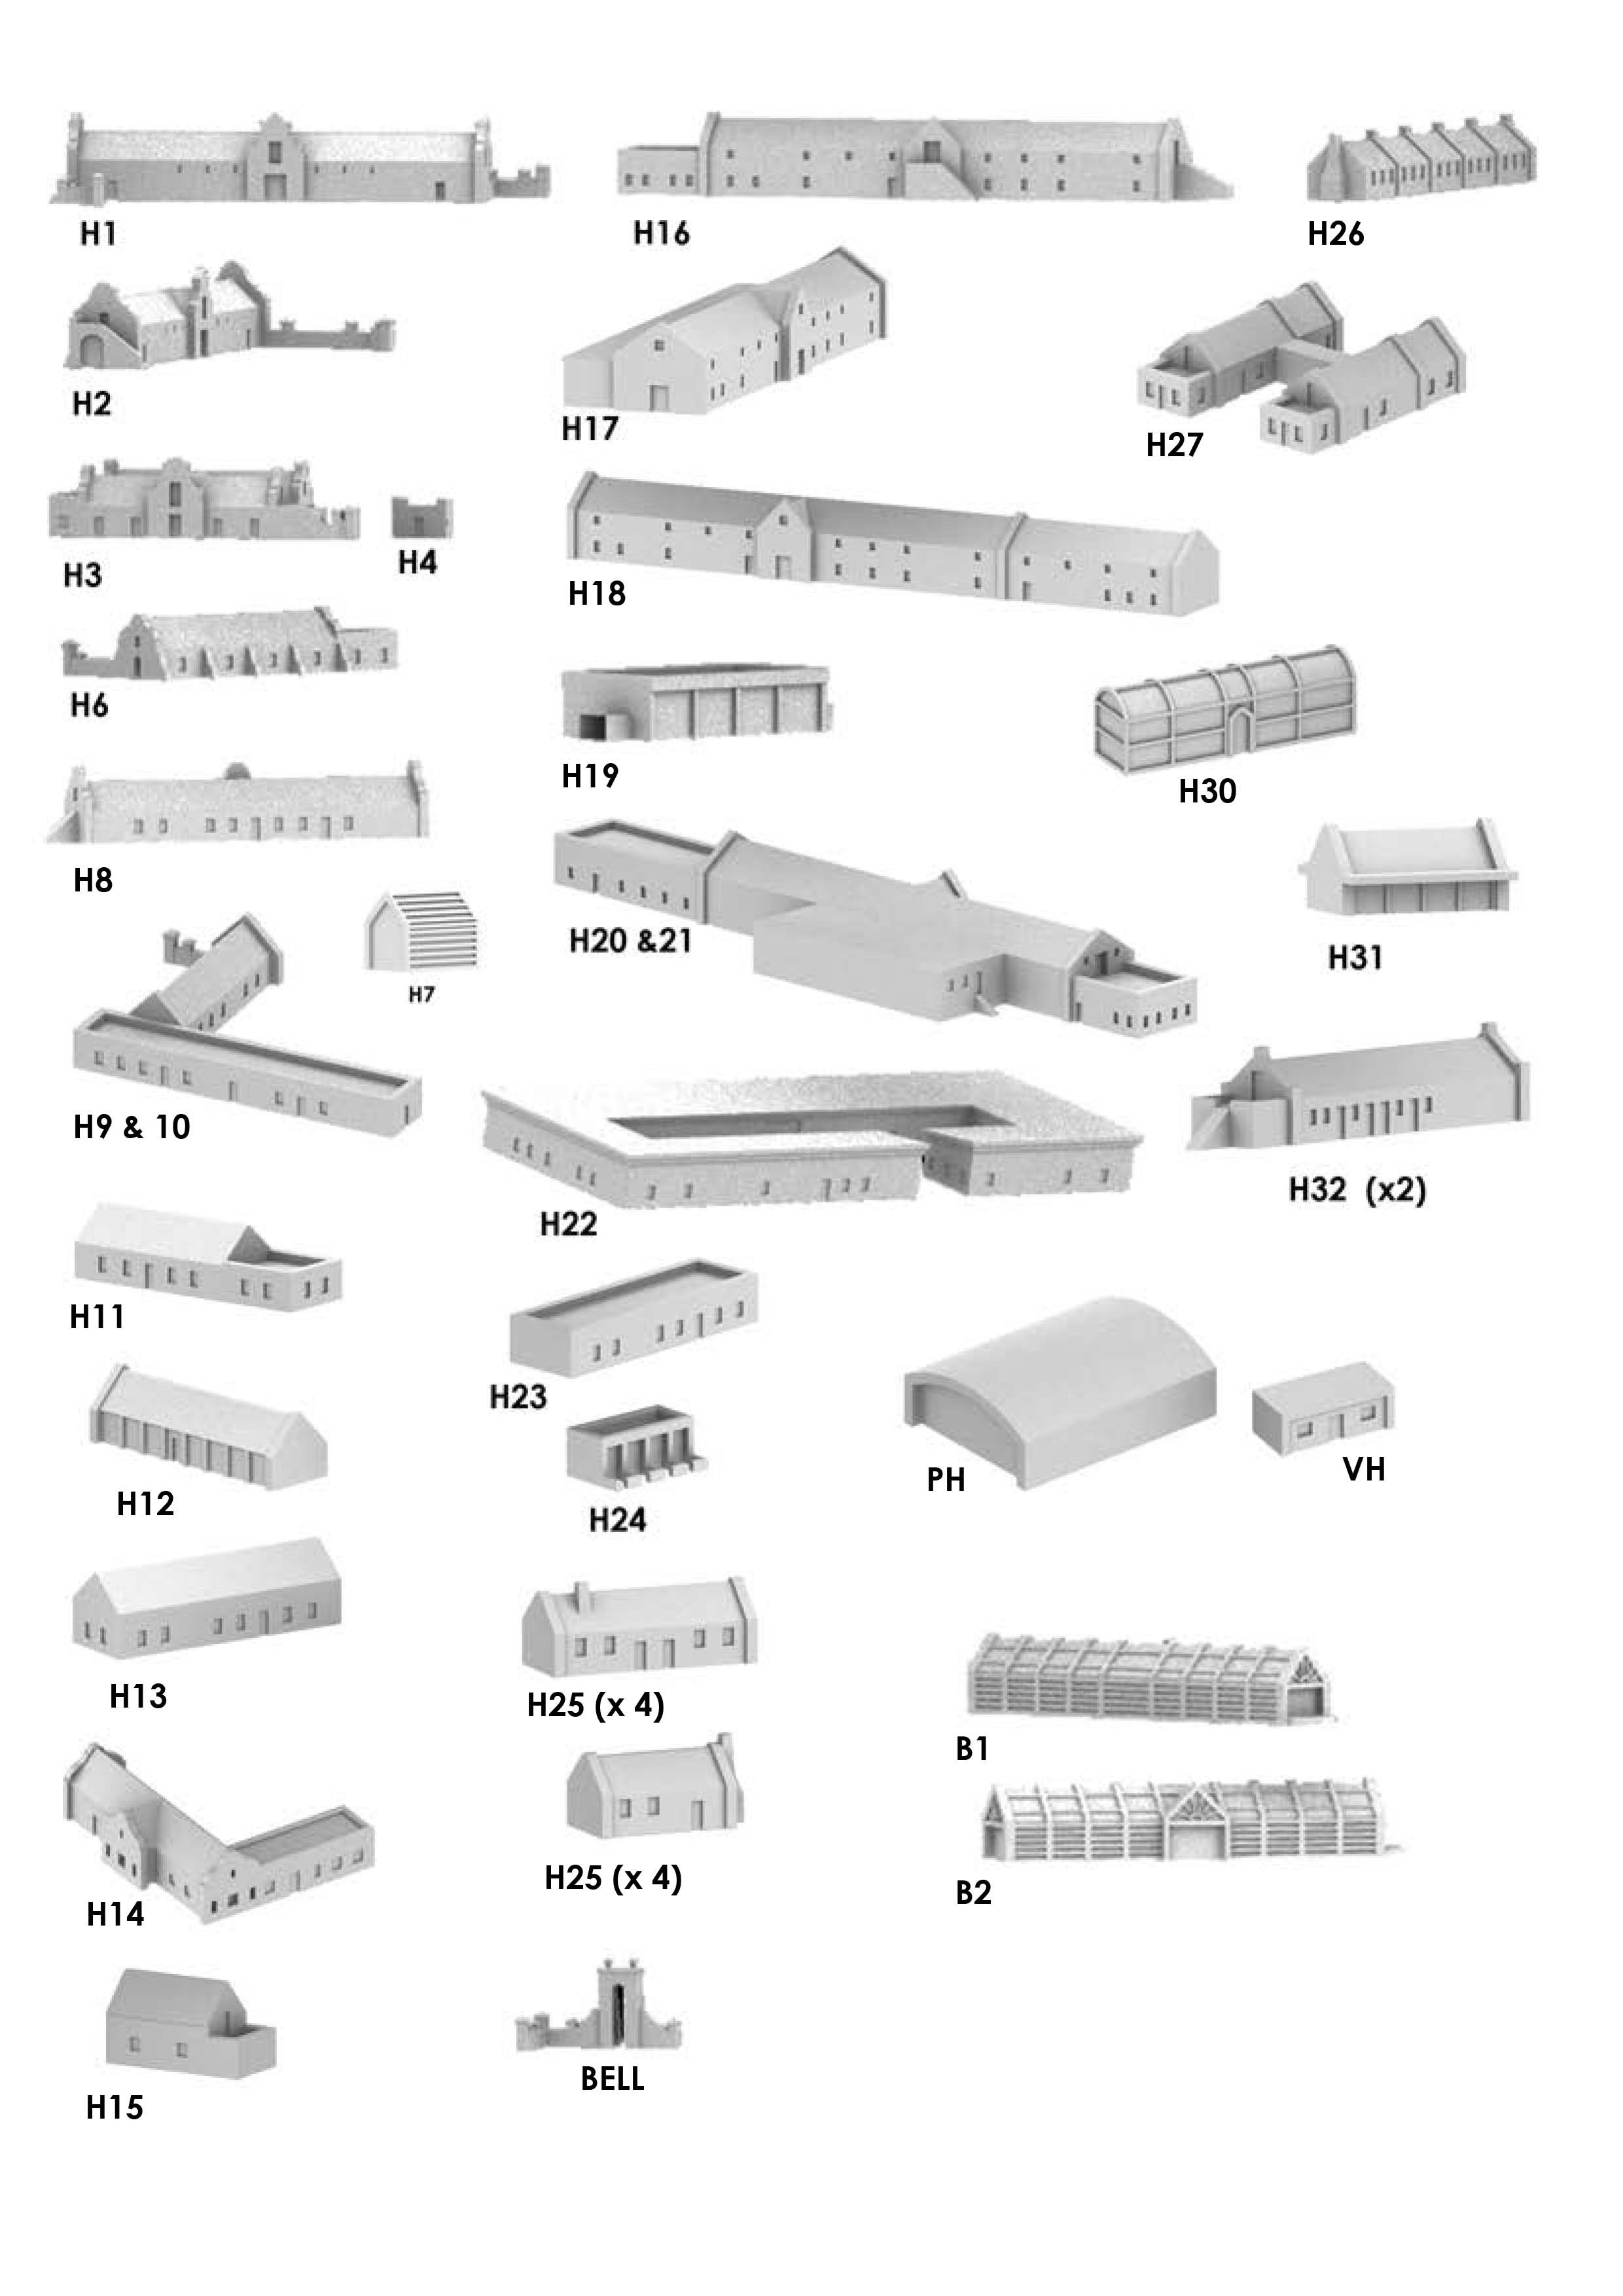 H1
H16
H26
H2
H17
H27
H3
H4
H18
H6
H19
H30
H8
H20 &21
H31
H7
H9 & 10
H22
H32 (x2)
H11
H23
H12
H24
PH
VH
H13
H25 (x 4)
B1
H14
H25 (x 4)
B2
H15
BELL